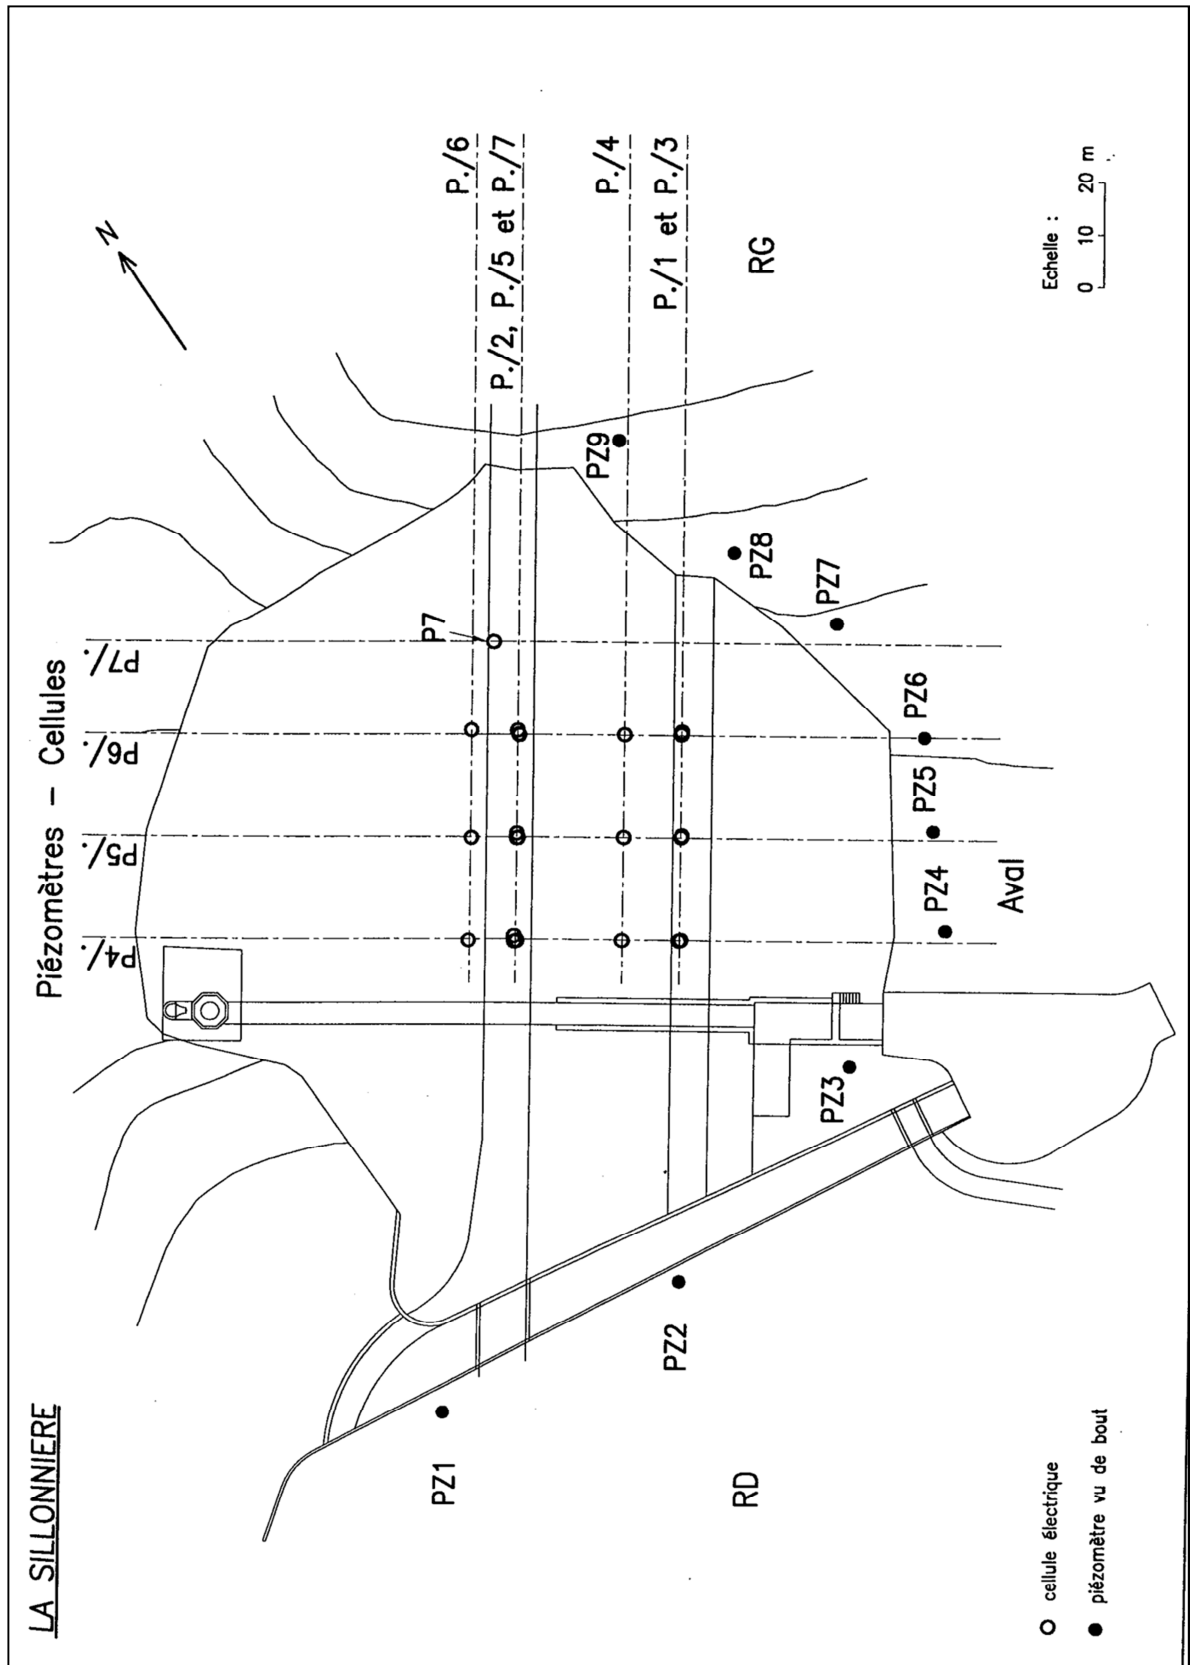 LA SILLONNIERE
Piézomètres - Cellules
N
P4/.
P5/.
P6/.
P7/.
P./6
P./2, P./5 et P./7
P./4
P./1 et P./3
P7
PZ1
PZ2
PZ3
PZ4
PZ5
PZ6
PZ7
PZ8
PZ9
RD
RG
Aval
cellule électrique
piézomètre vu de bout
Echelle :
0 10 20 m